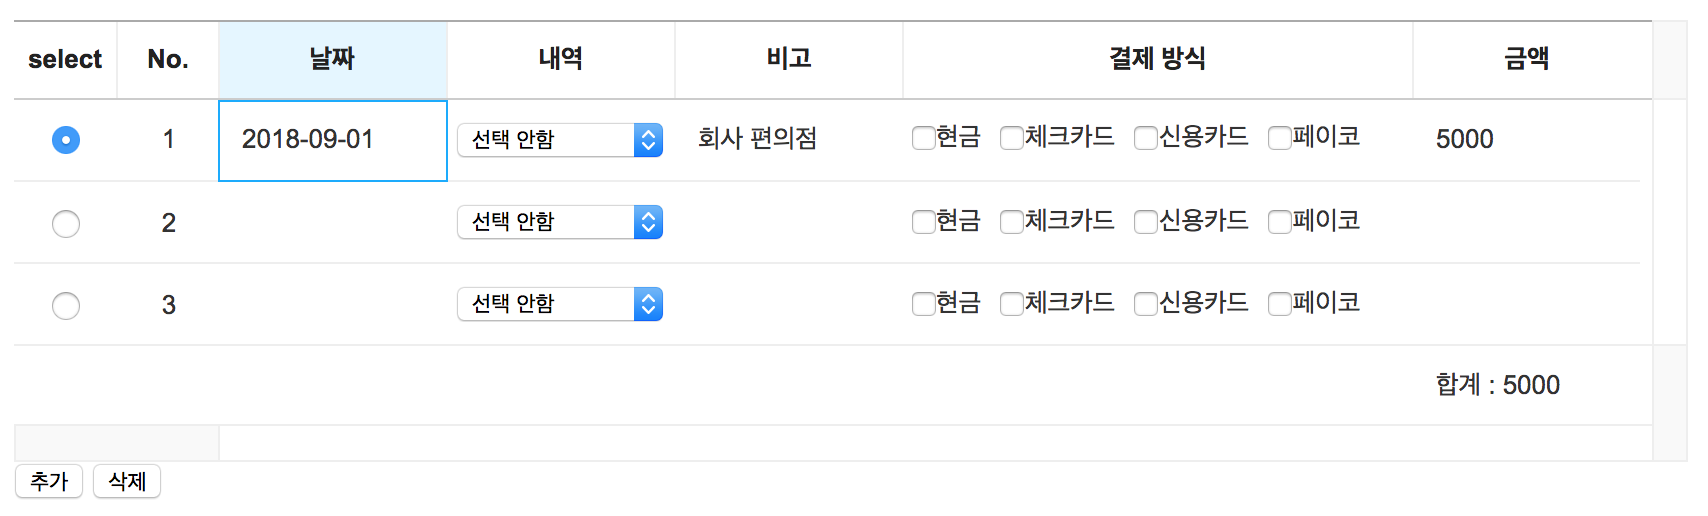 select No. 날짜 내역 비고 결제 방식 금액
1 2018-09-01 선택 안함 회사 편의점 현금 체크카드 신용카드 페이코 5000
2 선택 안함 현금 체크카드 신용카드 페이코
3 선택 안함 현금 체크카드 신용카드 페이코
합계 : 5000
추가 삭제